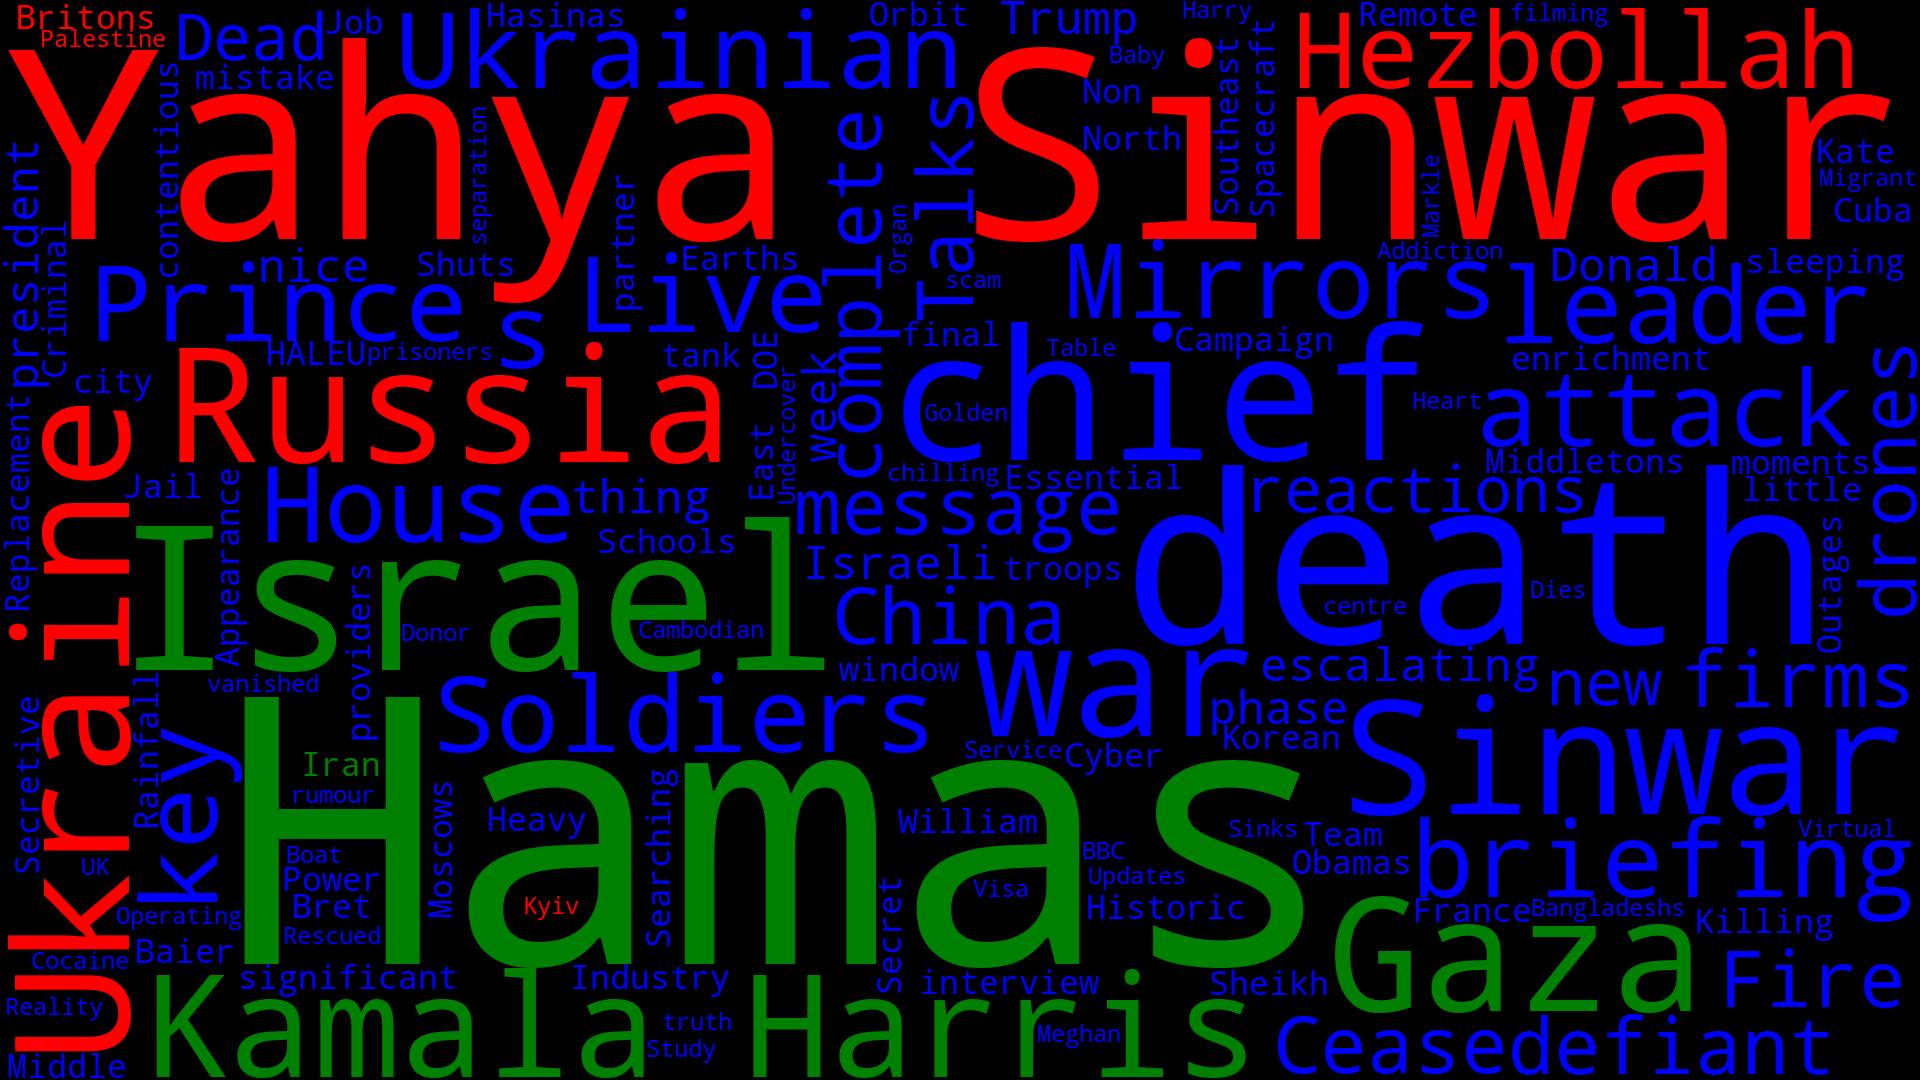 Britons
Palestine
Dead
Job
Hasinas
Ukrainian
Orbit
Trump
Harry
Remote
filming
Hezbollah
mistake
Baby
Yahya
Sinwar
Non
North
Southeast
Spacecraft
contentious
separation
partner
complete
Talks
Organ
Markle
Kate
Migrant
Cuba
president
Criminal
nice
Shuts
Prince
s
Live
Earths
scam
Mirrors
Addiction
Donald
sleeping
leader
HALEU
prisoners
Russia
tank
city
DOE
East
Undercover
week
final
Table
Campaign
chief
Golden
enrichment
Heart
attack
drones
Replacement
Ukraine
Jail
Appearance
House
thing
chilling
Essential
message
reactions
Middletons
moments
little
Israel
Schools
Israeli
troops
death
Dies
centre
Outages
providers
Donor
Cambodian
China
window
war
escalating
new
firms
vanished
Rainfall
Secretive
key
Soldiers
phase
Korean
Service
Cyber
Sinwar
Iran
rumour
Hamas
Moscows
Heavy
Searching
William
Sinks
Team
Obamas
Virtual
briefing
UK
Boat
Power
Bret
Rescued
Kyiv
BBC
Updates
Visa
Historic
Operating
Baier
Cocaine
Secret
Gaza
France
Bangladeshs
Killing
significant
Industry
interview
Sheikh
Fire
Reality
Kamala Harris
truth
Study
Meghan
Cease
defiant
Middle